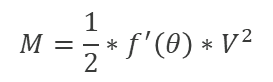 M = 1/2 * f′(θ) * V²